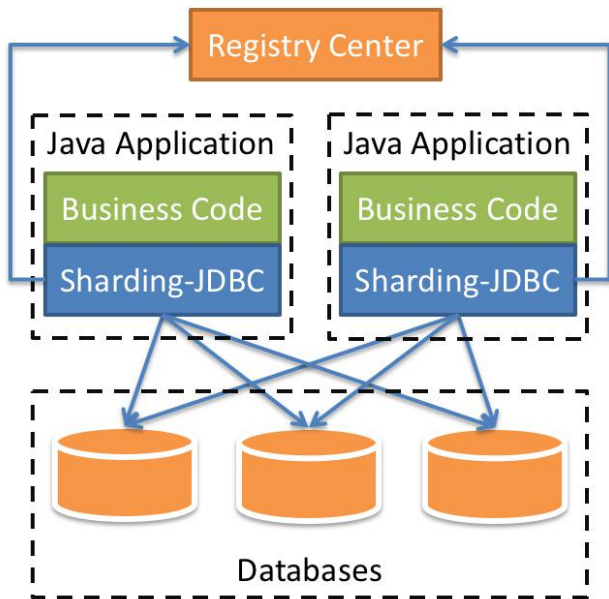 Registry Center
Java Application
Business Code
Sharding-JDBC
Java Application
Business Code
Sharding-JDBC
Databases